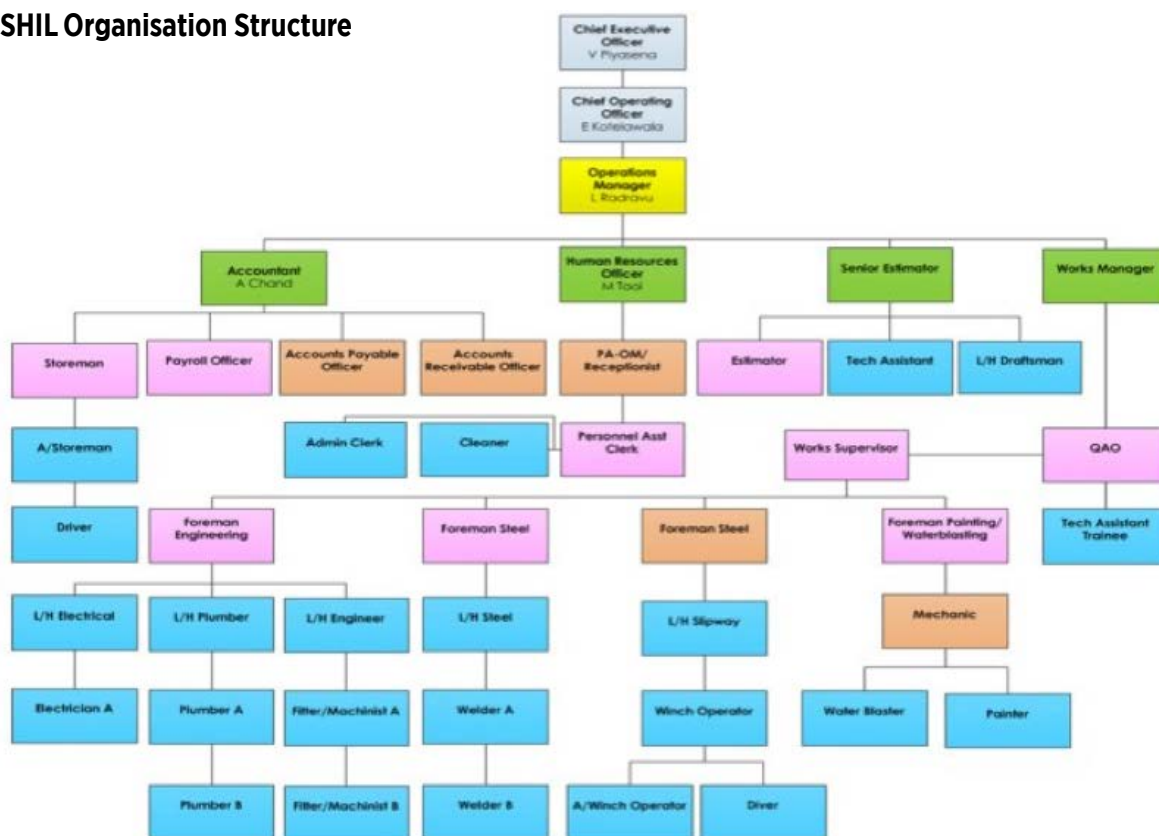 SHIL Organisation Structure
Chief Executive
Officer
V Piyasena
Chief Operating
Officer
E Kotelawala
Operations
Manager
L Radravu
Accountant
A Chand
Human Resources
Officer
M Tooi
Senior Estimator
Works Manager
Storeman
Payroll Officer
Accounts Payable
Officer
Accounts
Receivable Officer
PA-OM/
Receptionist
Estimator
Tech Assistant
L/H Draftsman
A/Storeman
Admin Clerk
Cleaner
Personnel Asst
Clerk
Works Supervisor
QAO
Driver
Foreman
Engineering
Foreman Steel
Foreman Steel
Foreman Painting/
Waterblasting
Tech Assistant
Trainee
L/H Electrical
L/H Plumber
L/H Engineer
L/H Steel
L/H Slipway
Mechanic
Electrician A
Plumber A
Fitter/Machinist A
Welder A
Winch Operator
Water Blaster
Painter
Plumber B
Fitter/Machinist B
Welder B
A/Winch Operator
Diver